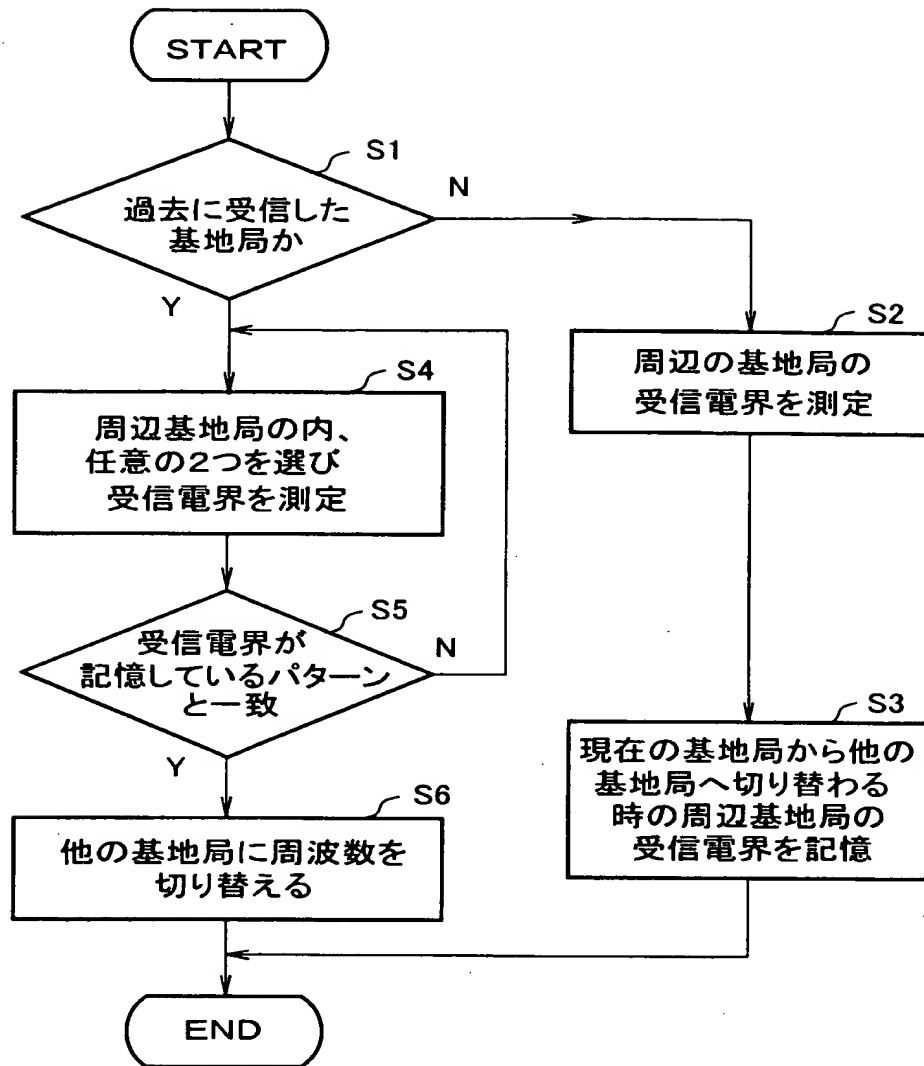 START
S1
過去に受信した
基地局か
N
Y
S2
周辺の基地局の
受信電界を測定
S4
周辺基地局の内、
任意の2つを選び
受信電界を測定
S5
受信電界が
記憶しているパターン
と一致
N
Y
S3
現在の基地局から他の
基地局へ切り替わる
時の周辺基地局の
受信電界を記憶
S6
他の基地局に周波数を
切り替える
END